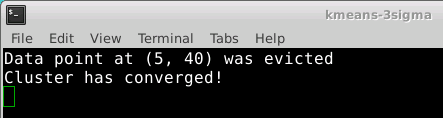 kmeans-3sigma
File Edit View Terminal Tabs Help
Data point at (5, 40) was evicted
Cluster has converged!